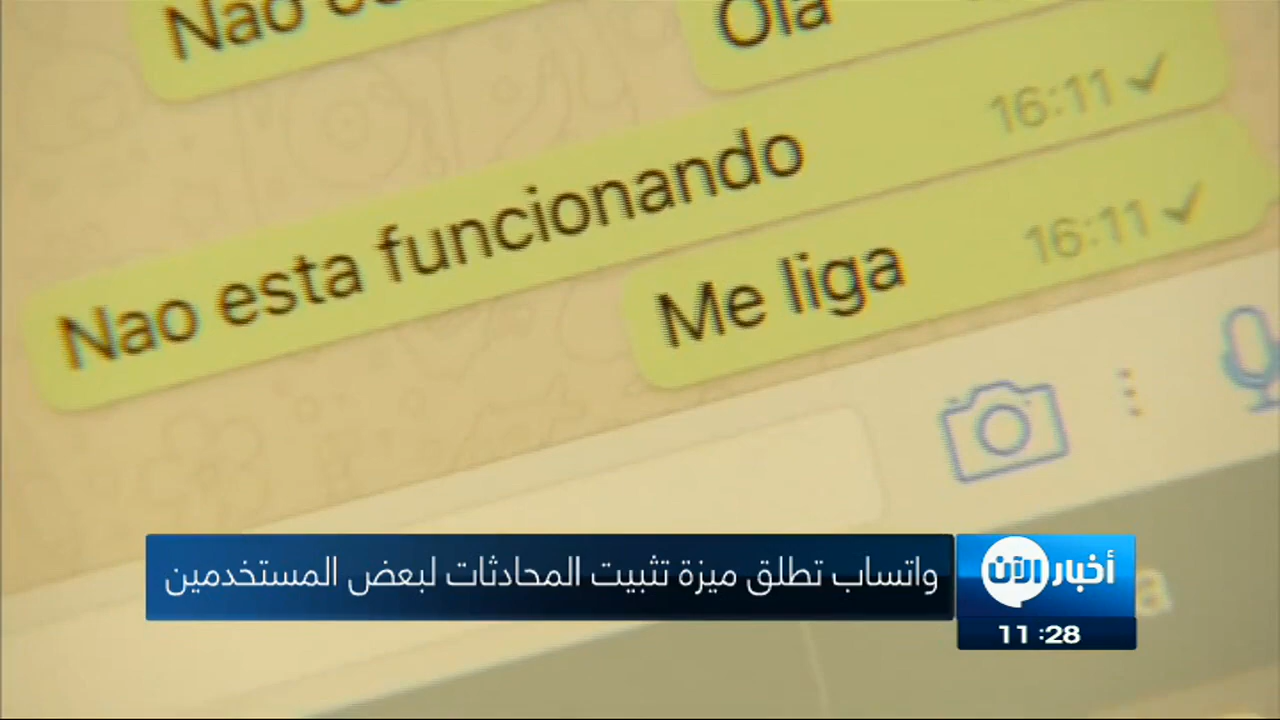 Ola
16:11
Nao esta funcionando
Me liga
16:11
واتساب تطلق ميزة تثبيت المحادثات لبعض المستخدمين
أخبار الآن
11:28